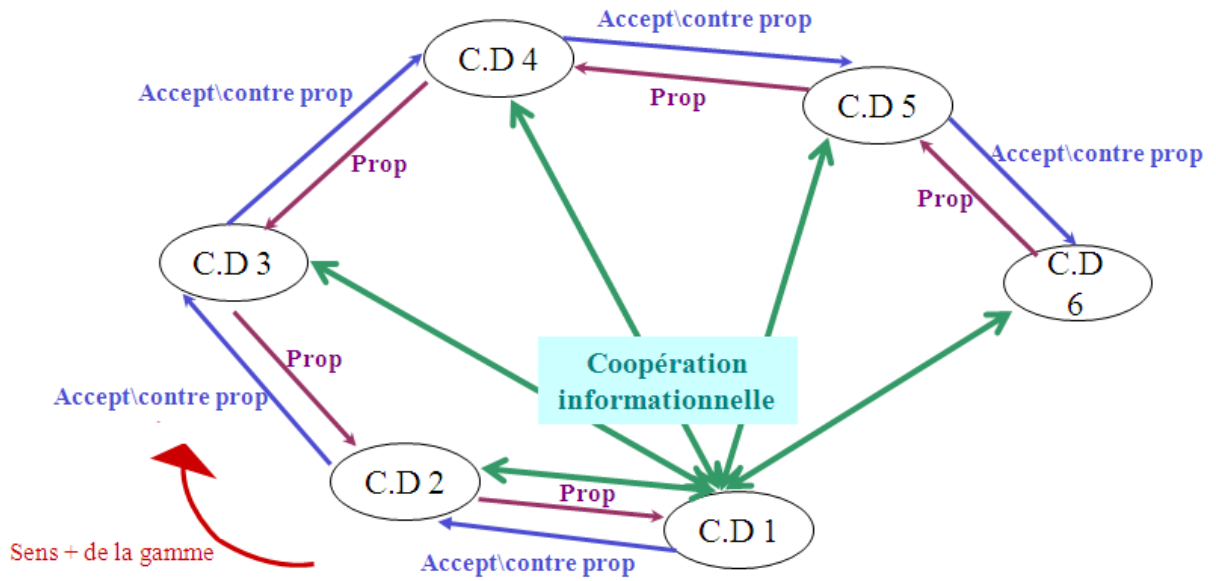 Accept\contre prop
C.D 4
Accept\contre prop
Prop
C.D 5
Prop
Accept\contre prop
Prop
C.D 3
C.D
6
Prop
Coopération
informationnelle
Accept\contre prop
C.D 2
Prop
C.D 1
Sens + de la gamme
Accept\contre prop